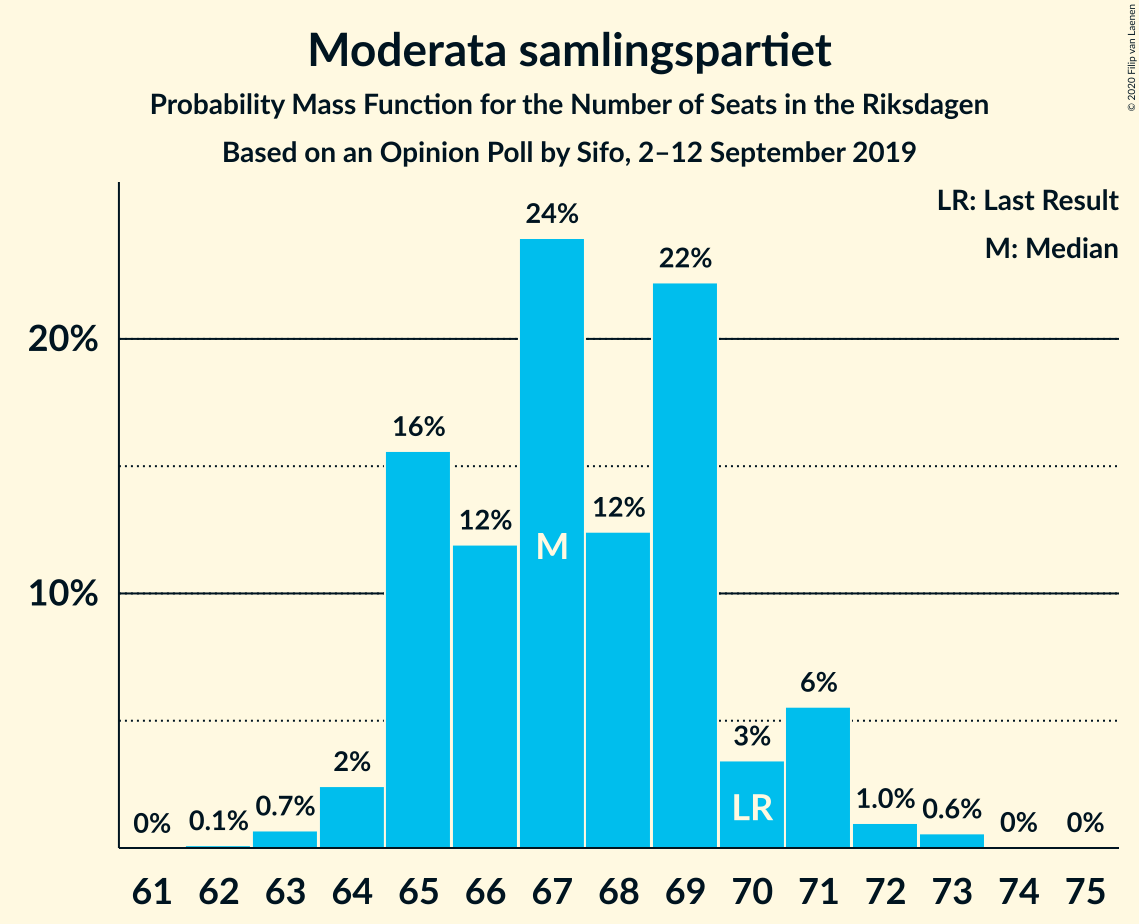 Moderata samlingspartiet
Probability Mass Function for the Number of Seats in the Riksdagen
Based on an Opinion Poll by Sifo, 2–12 September 2019
© 2020 Filip van Laenen
LR: Last Result
M: Median
20%
10%
0%
0.1%
0.7%
2%
16%
12%
24%
12%
22%
3%
6%
1.0%
0.6%
0%
0%
M
LR
61 62 63 64 65 66 67 68 69 70 71 72 73 74 75